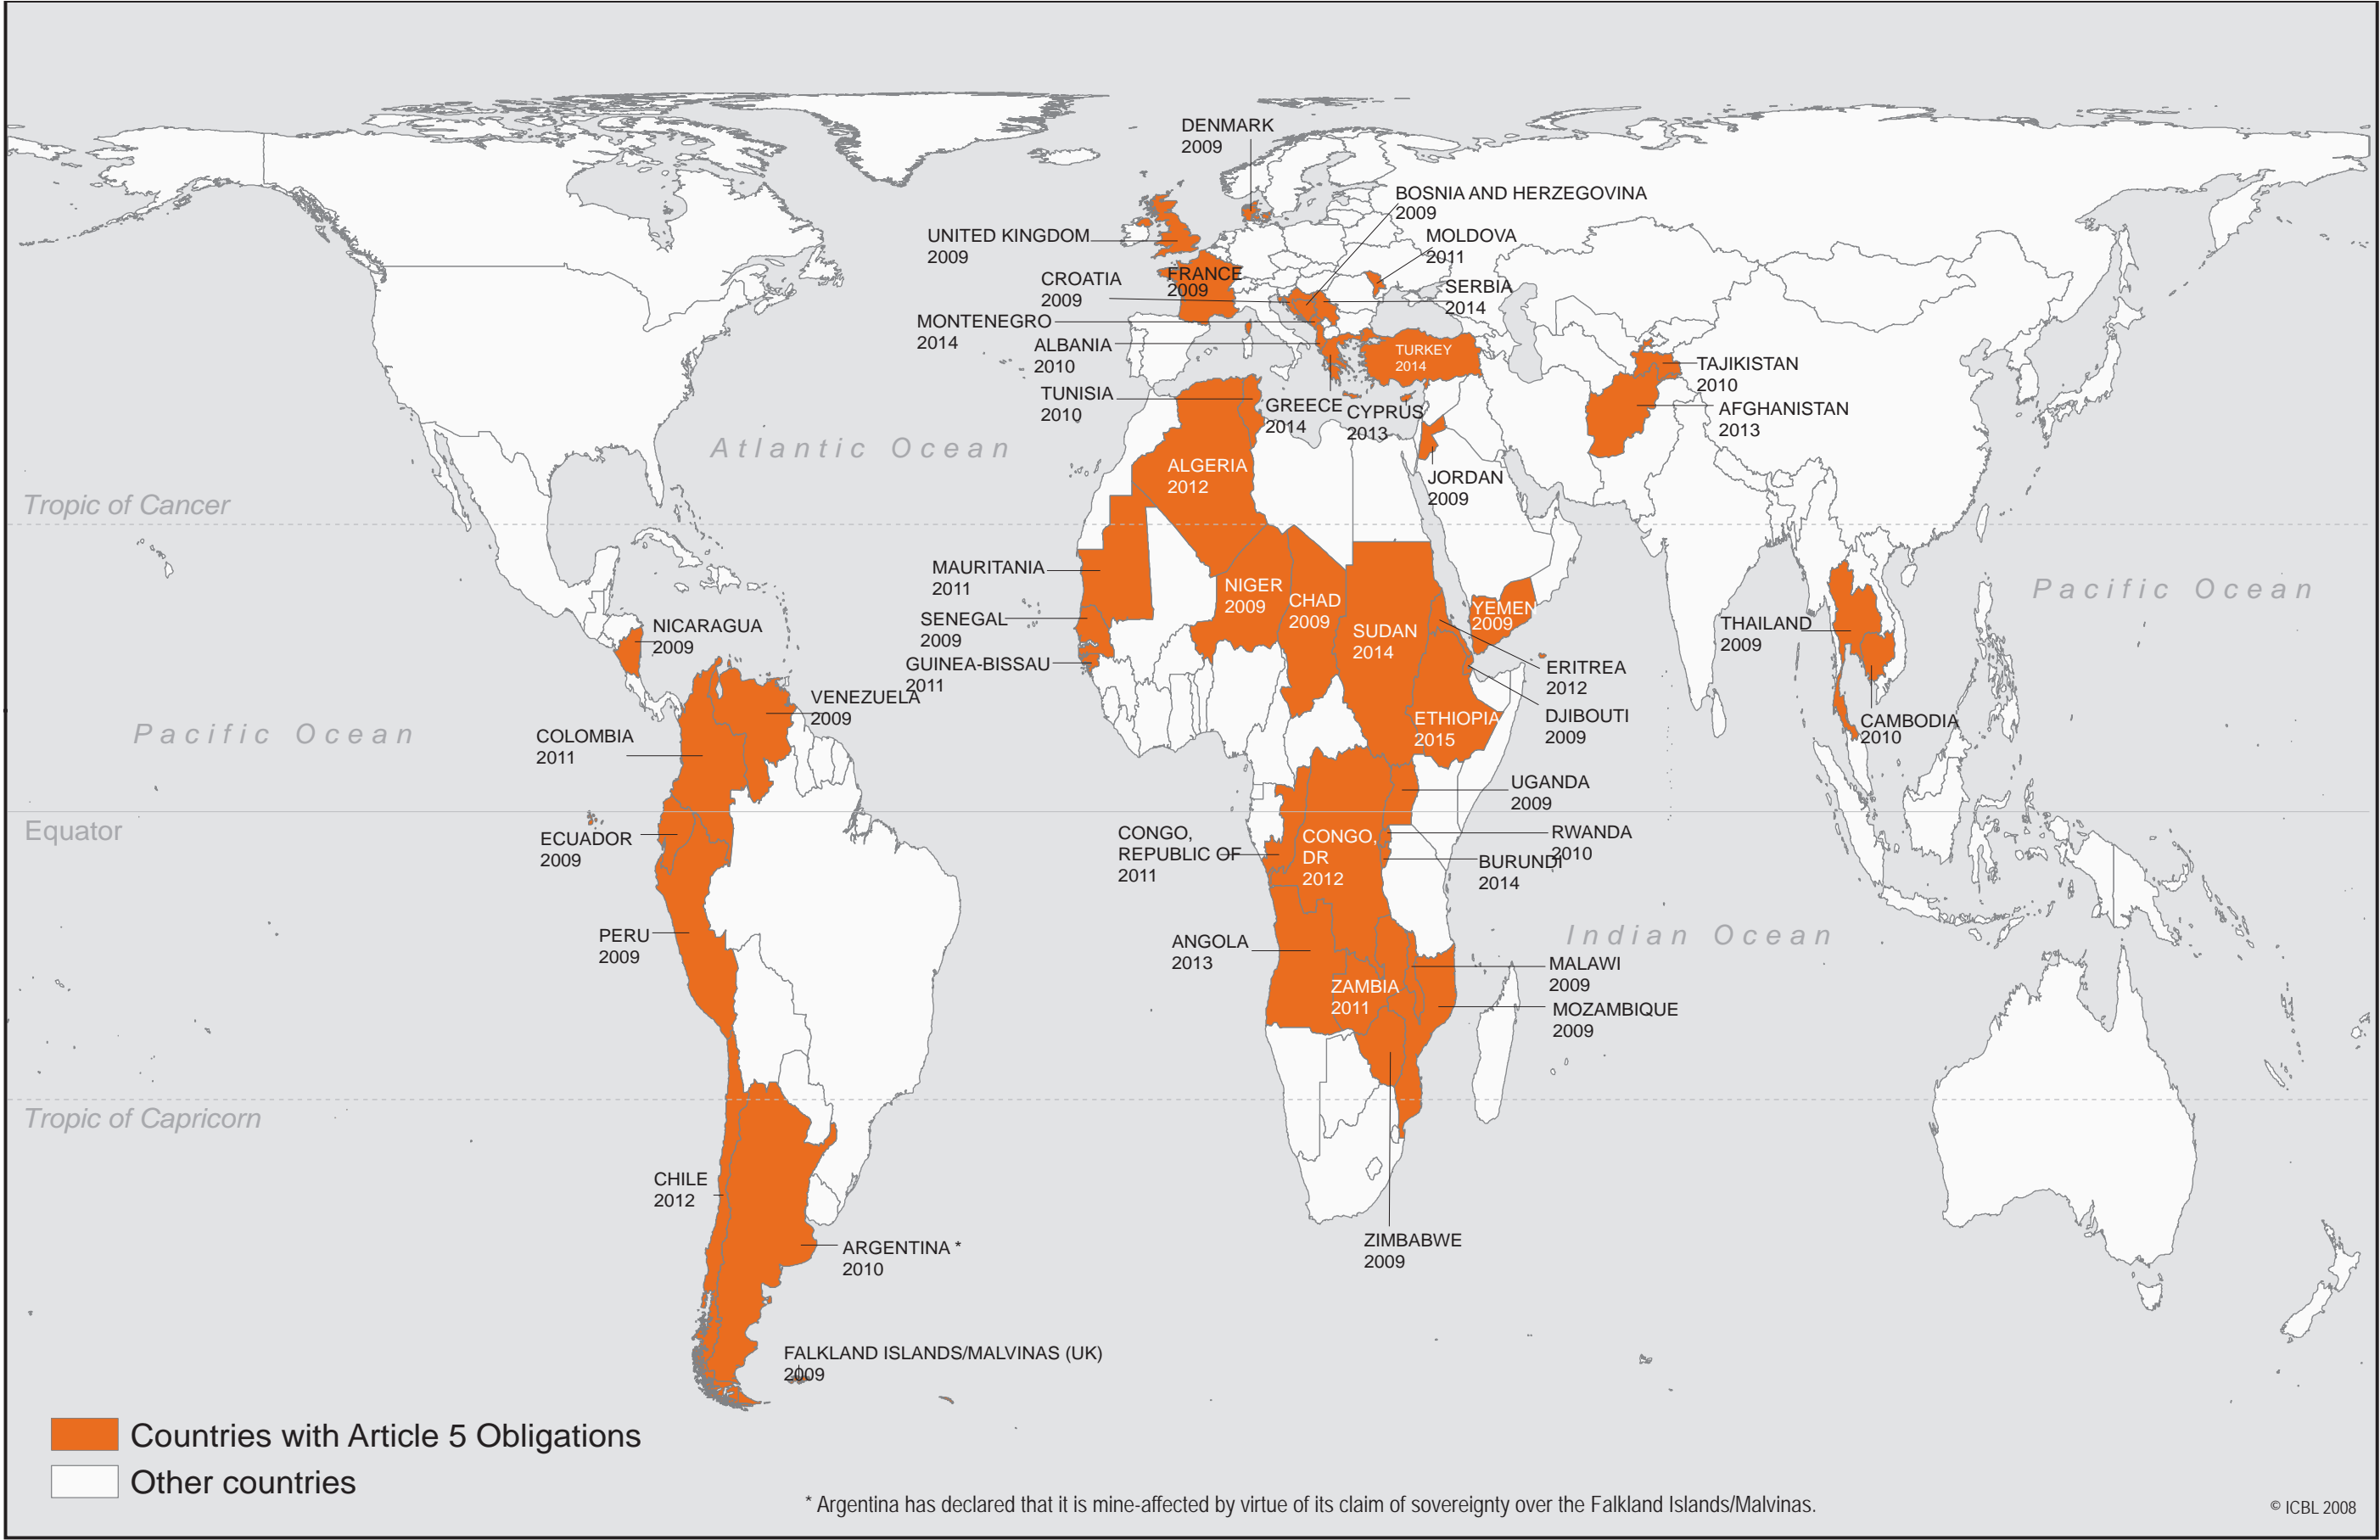 DENMARK
2009
BOSNIA AND HERZEGOVINA
2009
UNITED KINGDOM
2009
MOLDOVA
2011
FRANCE
2009
CROATIA
2009
SERBIA
2014
MONTENEGRO
2014
ALBANIA
2010
TURKEY
2014
TAJIKISTAN
2010
TUNISIA
2010
GREECE
2014
CYPRUS
2013
AFGHANISTAN
2013
Atlantic Ocean
ALGERIA
2012
JORDAN
2009
Tropic of Cancer
MAURITANIA
2011
NIGER
2009
CHAD
2009
YEMEN
2009
Pacific Ocean
SENEGAL
2009
SUDAN
2014
THAILAND
2009
NICARAGUA
2009
GUINEA-BISSAU
2011
ERITREA
2012
VENEZUELA
2009
DJIBOUTI
2009
ETHIOPIA
2015
CAMBODIA
2010
Pacific Ocean
COLOMBIA
2011
UGANDA
2009
Equator
ECUADOR
2009
CONGO,
REPUBLIC OF
2011
CONGO,
DR
2012
RWANDA
2010
BURUNDI
2014
PERU
2009
ANGOLA
2013
Indian Ocean
MALAWI
2009
ZAMBIA
2011
MOZAMBIQUE
2009
Tropic of Capricorn
CHILE
2012
ARGENTINA *
2010
ZIMBABWE
2009
FALKLAND ISLANDS/MALVINAS (UK)
2009
Countries with Article 5 Obligations
Other countries
* Argentina has declared that it is mine-affected by virtue of its claim of sovereignty over the Falkland Islands/Malvinas.
© ICBL 2008